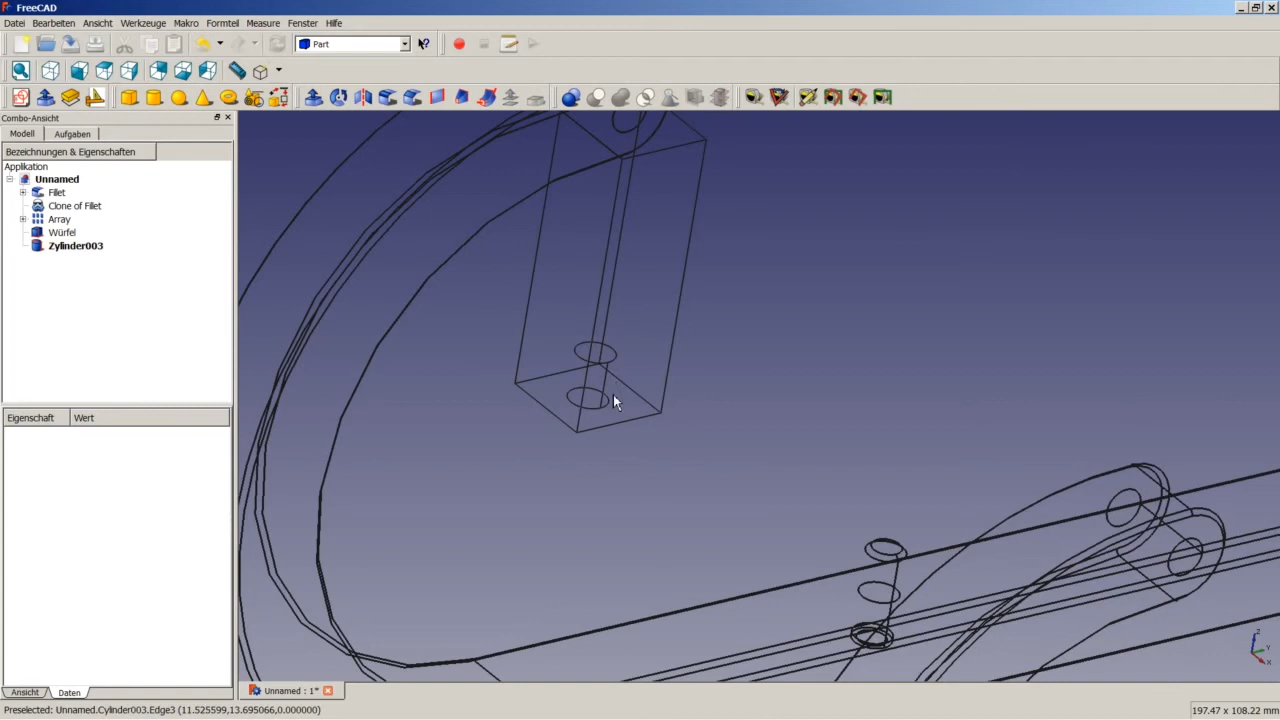 FreeCAD
Datei Bearbeiten Ansicht Werkzeuge Makro Formteil Measure Fenster Hilfe
Part
Combo-Ansicht
Modell Aufgaben
Bezeichnungen & Eigenschaften
Applikation
Unnamed
Fillet
Clone of Fillet
Array
Würfel
Zylinder003
Eigenschaft Wert
Z
Y
X
Ansicht Daten
Unnamed : 1*
Preselected: Unnamed.Cylinder003.Edge3 (11.525599,13.695066,0.000000)
197.47 x 108.22 mm